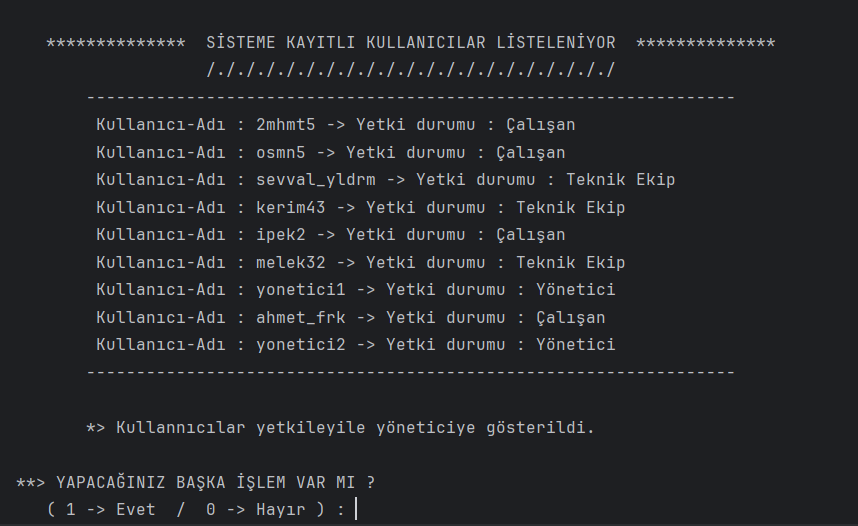 ************** SİSTEME KAYITLI KULLANICILAR LİSTELENİYOR **************
/./././././././././././././././././././././
-----------------------------------------------------------------
Kullanıcı-Adı : 2mhmt5 -> Yetki durumu : Çalışan
Kullanıcı-Adı : osmn5 -> Yetki durumu : Çalışan
Kullanıcı-Adı : sevval_yldrm -> Yetki durumu : Teknik Ekip
Kullanıcı-Adı : kerim43 -> Yetki durumu : Teknik Ekip
Kullanıcı-Adı : ipek2 -> Yetki durumu : Çalışan
Kullanıcı-Adı : melek32 -> Yetki durumu : Teknik Ekip
Kullanıcı-Adı : yonetici1 -> Yetki durumu : Yönetici
Kullanıcı-Adı : ahmet_frk -> Yetki durumu : Çalışan
Kullanıcı-Adı : yonetici2 -> Yetki durumu : Yönetici
-----------------------------------------------------------------
*> Kullannıcılar yetkileyile yöneticiye gösterildi.
**> YAPACAĞINIZ BAŞKA İŞLEM VAR MI ?
( 1 -> Evet / 0 -> Hayır ) :